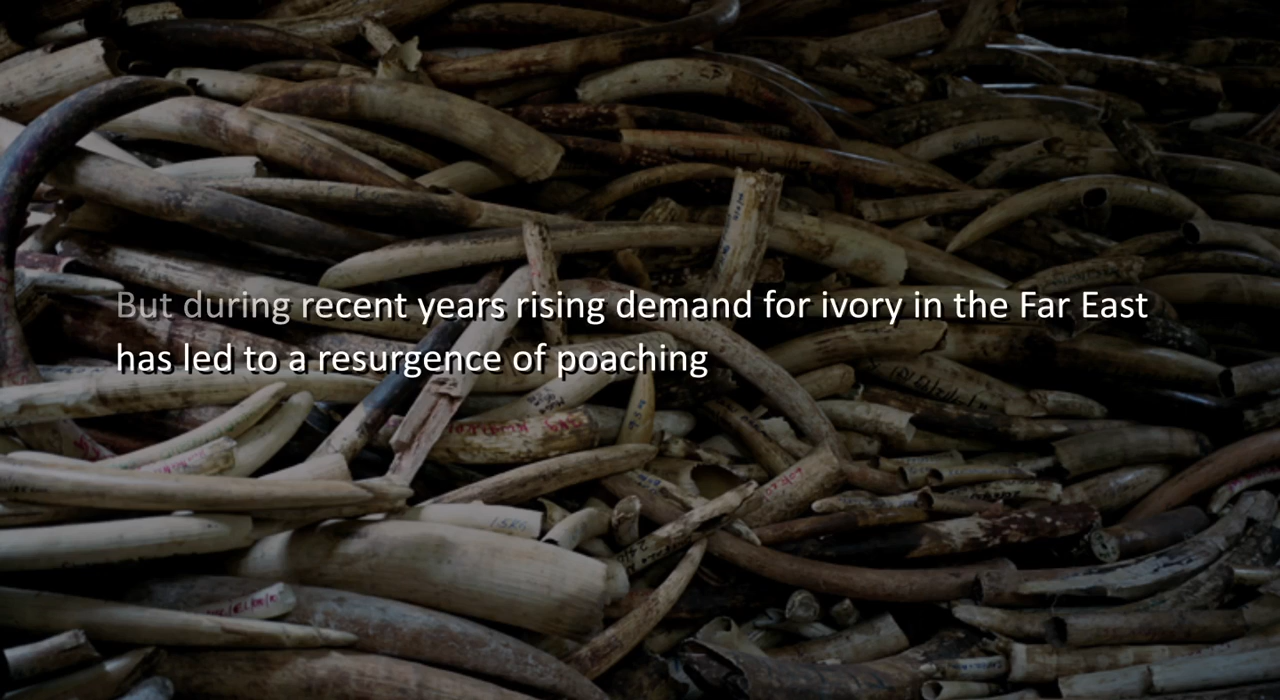 But during recent years rising demand for ivory in the Far East
has led to a resurgence of poaching